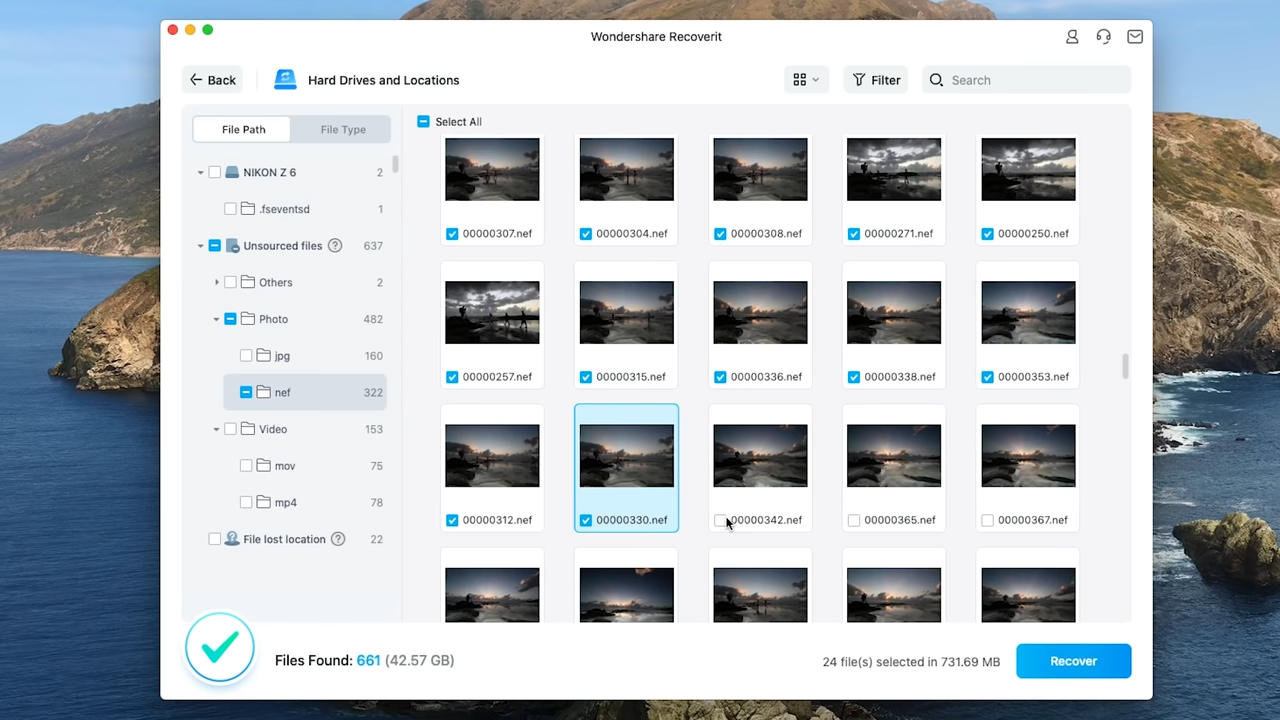 Wondershare Recoverit
Back
Hard Drives and Locations
Filter
Search
File Path
File Type
Select All
NIKON Z 6
2
.fseventsd
1
Unsourced files
?
637
Others
2
Photo
482
jpg
160
nef
322
Video
153
mov
75
mp4
78
File lost location
?
22
00000307.nef
00000304.nef
00000308.nef
00000271.nef
00000250.nef
00000257.nef
00000315.nef
00000336.nef
00000338.nef
00000353.nef
00000312.nef
00000330.nef
00000342.nef
00000365.nef
00000367.nef
Files Found: 661 (42.57 GB)
24 file(s) selected in 731.69 MB
Recover